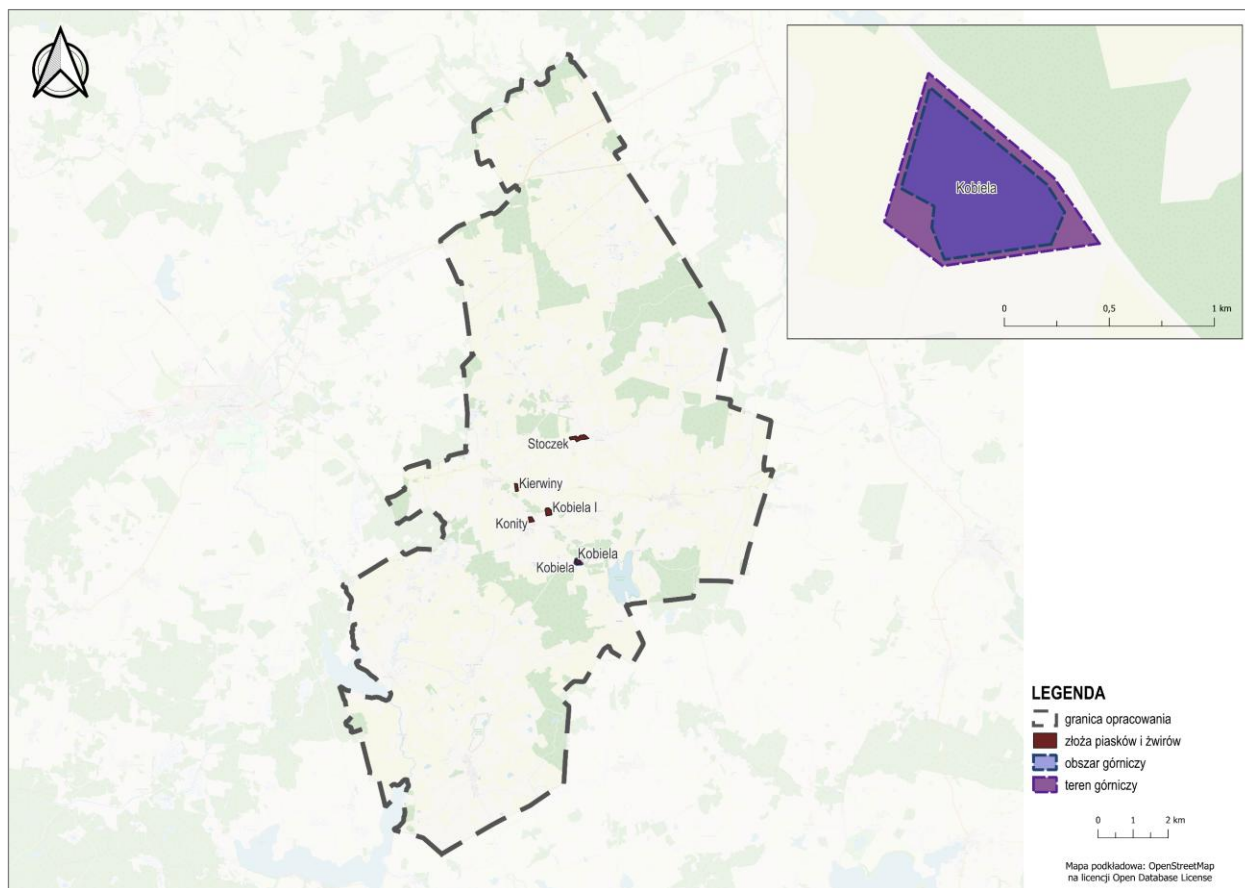 Kobiela
0
0,5
1 km
Stoczek
Kierwiny
Kobiela I
Konity
Kobiela
Kobiela
LEGENDA
granica opracowania
złoża piasków i żwirów
obszar górniczy
teren górniczy
0 1 2 km
Mapa podkładowa: OpenStreetMap
na licencji Open Database License